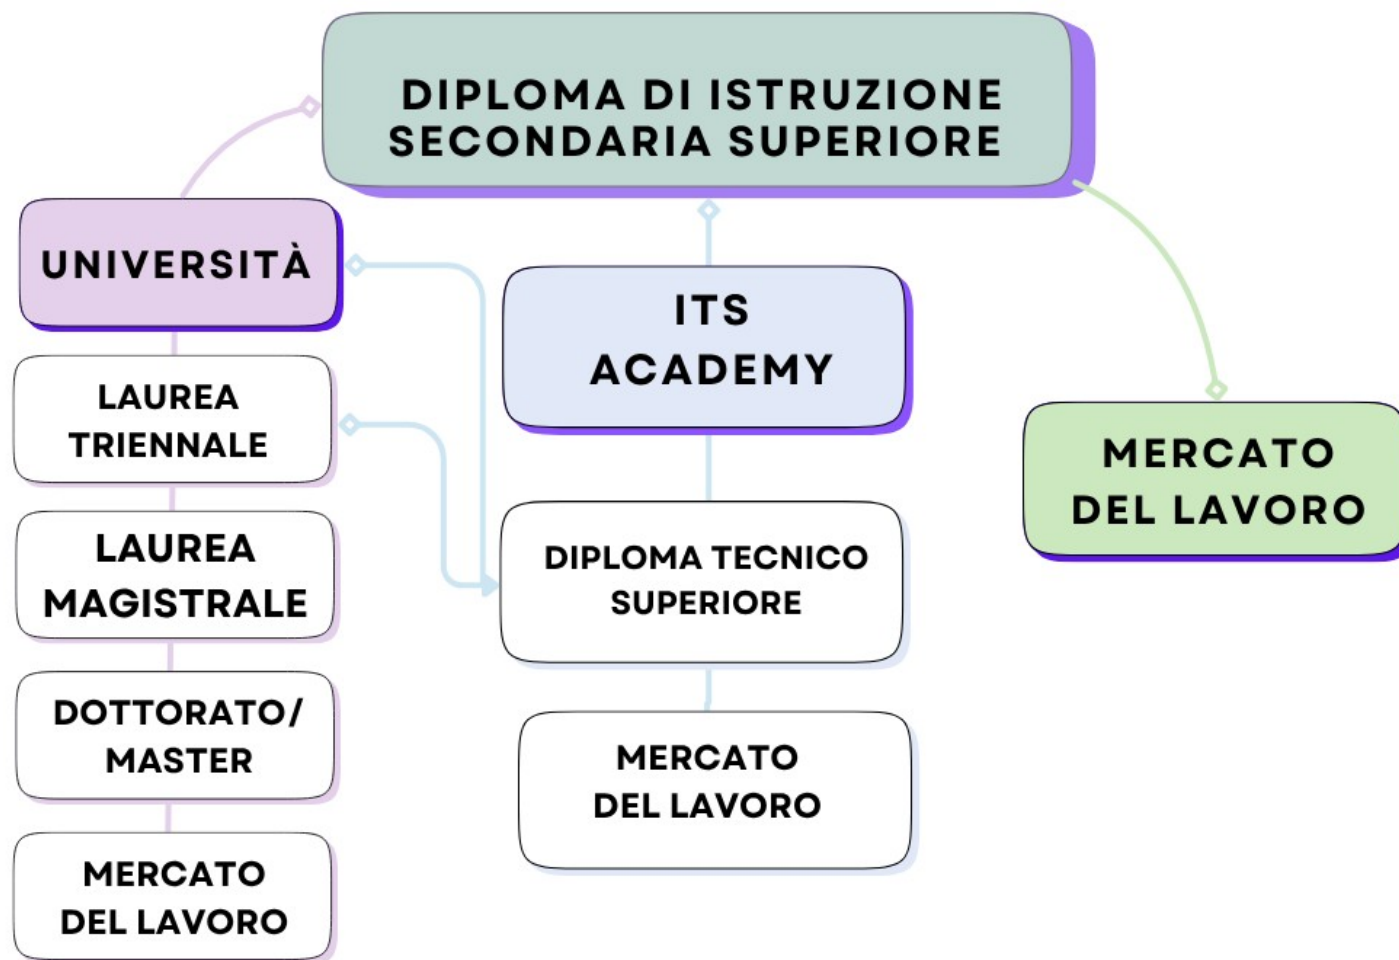 DIPLOMA DI ISTRUZIONE
SECONDARIA SUPERIORE
UNIVERSITÀ
LAUREA
TRIENNALE
LAUREA
MAGISTRALE
DOTTORATO/
MASTER
MERCATO
DEL LAVORO
ITS
ACADEMY
DIPLOMA TECNICO
SUPERIORE
MERCATO
DEL LAVORO
MERCATO
DEL LAVORO